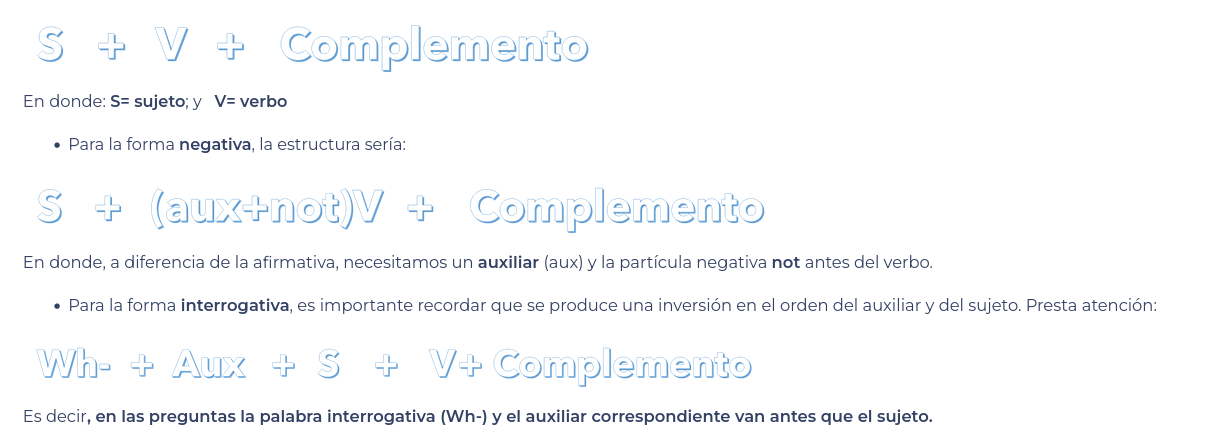 S + V + Complemento
En donde: S= sujeto; y V= verbo
• Para la forma negativa, la estructura sería:
S + (aux+not)V + Complemento
En donde, a diferencia de la afirmativa, necesitamos un auxiliar (aux) y la partícula negativa not antes del verbo.
• Para la forma interrogativa, es importante recordar que se produce una inversión en el orden del auxiliar y del sujeto. Presta atención:
Wh- + Aux + S + V+ Complemento
Es decir, en las preguntas la palabra interrogativa (Wh-) y el auxiliar correspondiente van antes que el sujeto.